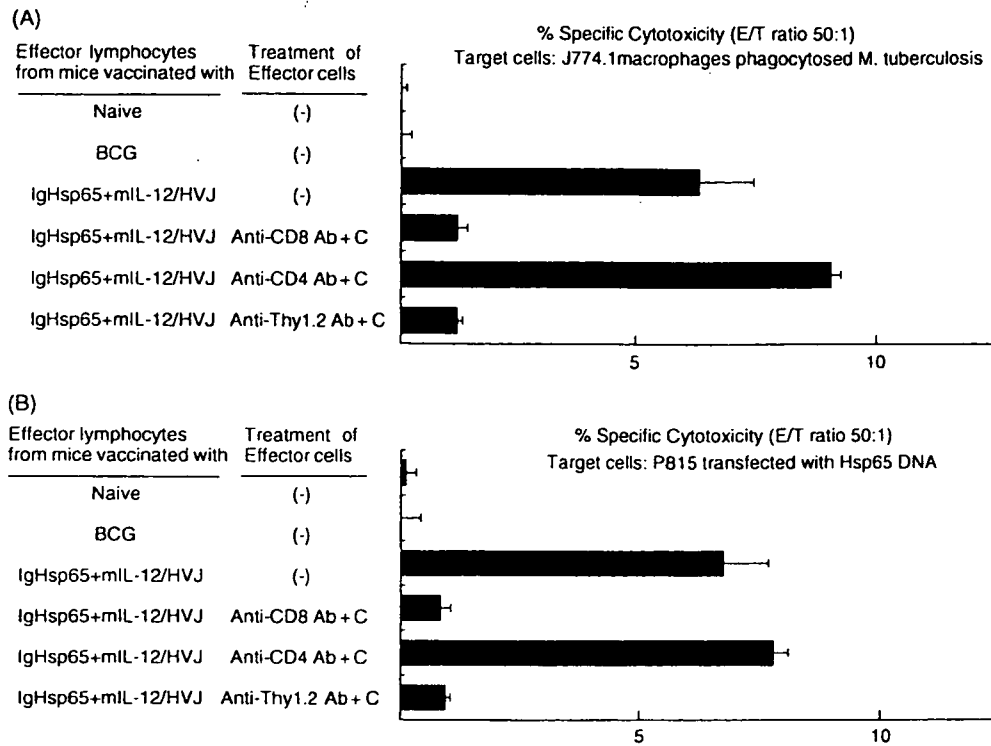 (A)
Effector lymphocytes from mice vaccinated with
Treatment of Effector cells
% Specific Cytotoxicity (E/T ratio 50:1)
Target cells: J774.1macrophages phagocytosed M. tuberculosis
Naive (-)
BCG (-)
IgHsp65+mIL-12/HVJ (-)
IgHsp65+mIL-12/HVJ Anti-CD8 Ab + C
IgHsp65+mIL-12/HVJ Anti-CD4 Ab + C
IgHsp65+mIL-12/HVJ Anti-Thy1.2 Ab + C
5 10
(B)
Effector lymphocytes from mice vaccinated with
Treatment of Effector cells
% Specific Cytotoxicity (E/T ratio 50:1)
Target cells: P815 transfected with Hsp65 DNA
Naive (-)
BCG (-)
IgHsp65+mIL-12/HVJ (-)
IgHsp65+mIL-12/HVJ Anti-CD8 Ab + C
IgHsp65+mIL-12/HVJ Anti-CD4 Ab + C
IgHsp65+mIL-12/HVJ Anti-Thy1.2 Ab + C
5 10